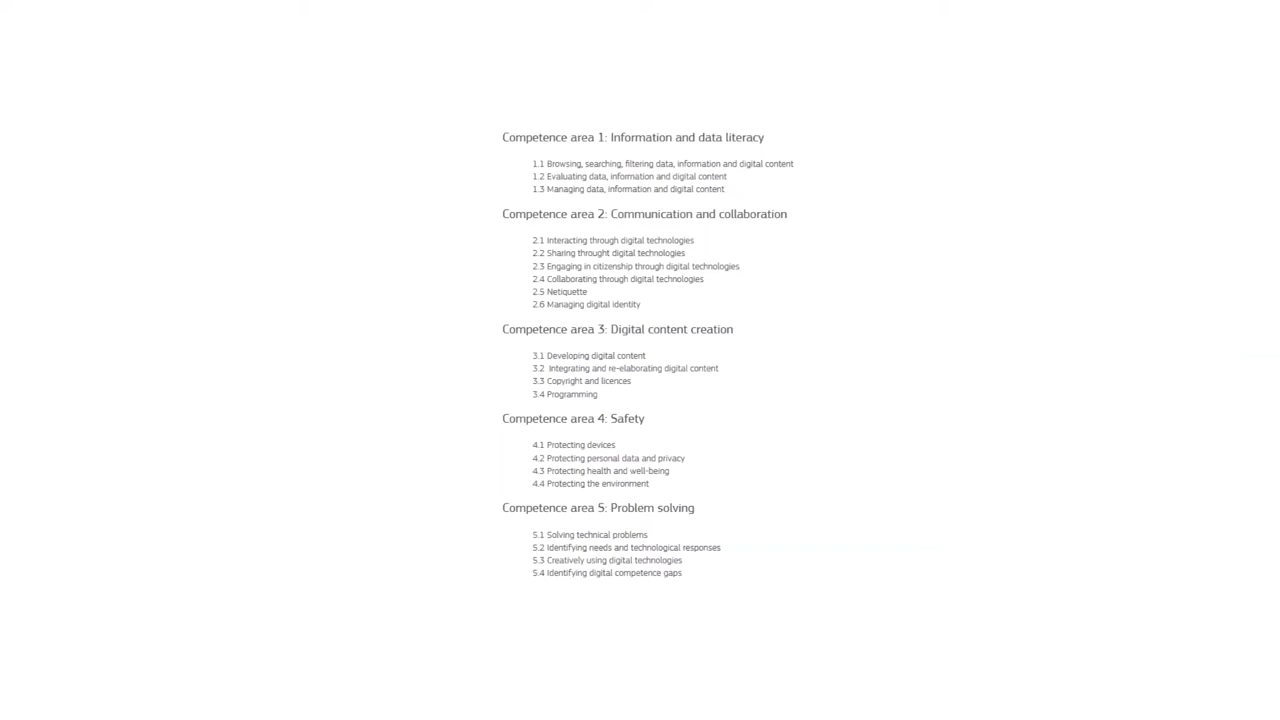 Competence area 1: Information and data literacy
1.1 Browsing, searching, filtering data, information and digital content
1.2 Evaluating data, information and digital content
1.3 Managing data, information and digital content
Competence area 2: Communication and collaboration
2.1 Interacting through digital technologies
2.2 Sharing throught digital technologies
2.3 Engaging in citizenship through digital technologies
2.4 Collaborating through digital technologies
2.5 Netiquette
2.6 Managing digital identity
Competence area 3: Digital content creation
3.1 Developing digital content
3.2 Integrating and re-elaborating digital content
3.3 Copyright and licences
3.4 Programming
Competence area 4: Safety
4.1 Protecting devices
4.2 Protecting personal data and privacy
4.3 Protecting health and well-being
4.4 Protecting the environment
Competence area 5: Problem solving
5.1 Solving technical problems
5.2 Identifying needs and technological responses
5.3 Creatively using digital technologies
5.4 Identifying digital competence gaps